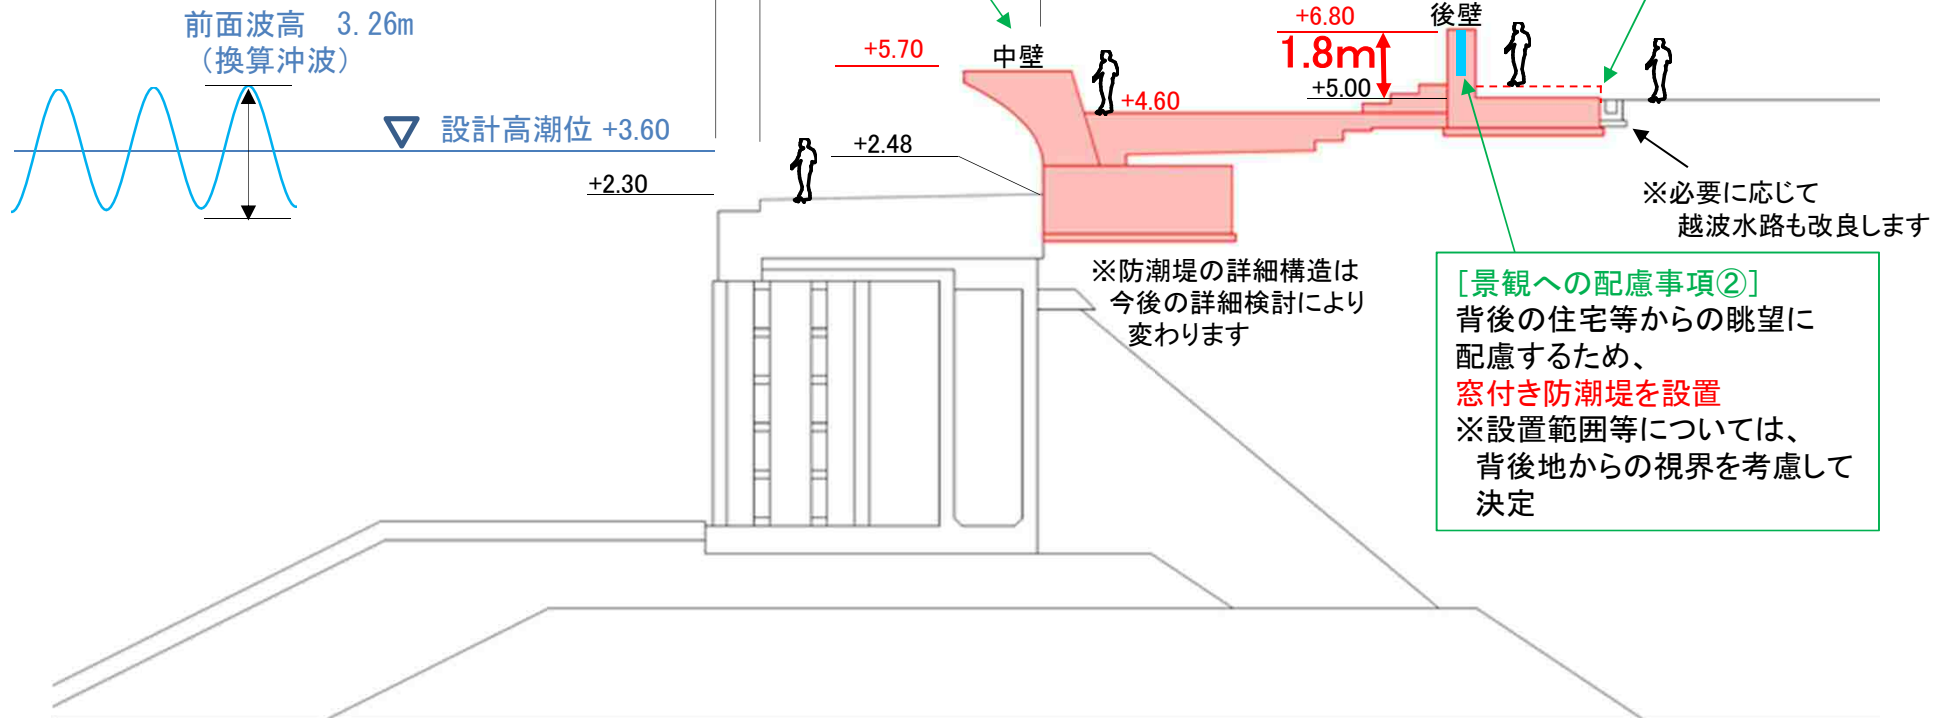 前面波高　3.26m
（換算沖波）
設計高潮位 +3.60
+2.30
+2.48
+5.70
中壁
+4.60
+6.80
後壁
1.8m
+5.00
※必要に応じて
越波水路も改良します
※防潮堤の詳細構造は
今後の詳細検討により
変わります
［景観への配慮事項②］
背後の住宅等からの眺望に
配慮するため、
窓付き防潮堤を設置
※設置範囲等については、
背後地からの視界を考慮して
決定